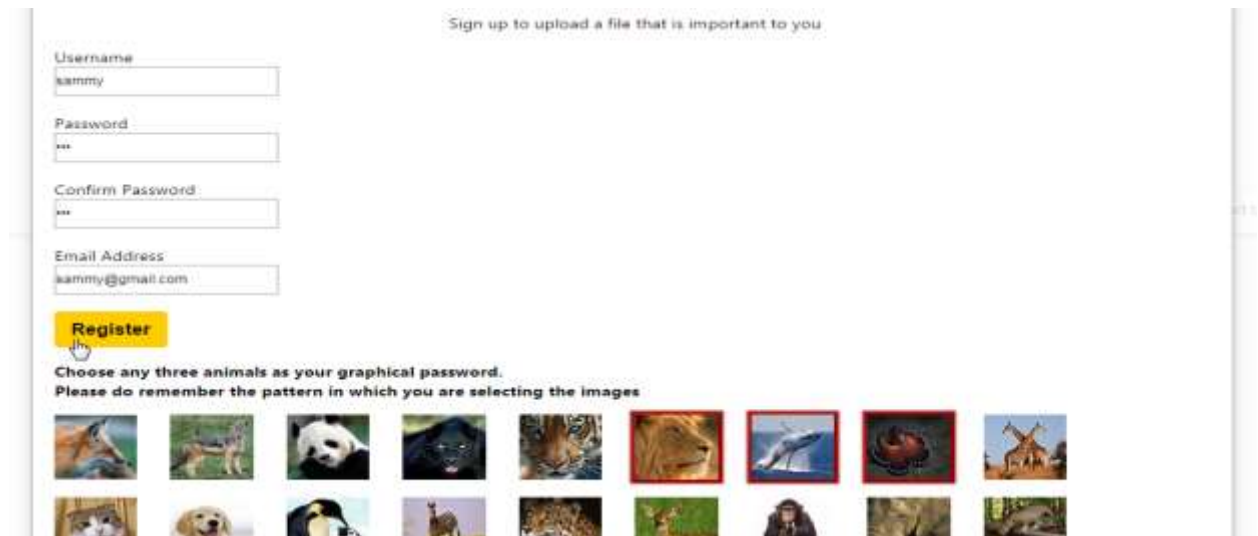 Sign up to upload a file that is important to you
Username
sammy
Password
•••
Confirm Password
•••
Email Address
sammy@gmail.com
Register
Choose any three animals as your graphical password.
Please do remember the pattern in which you are selecting the images